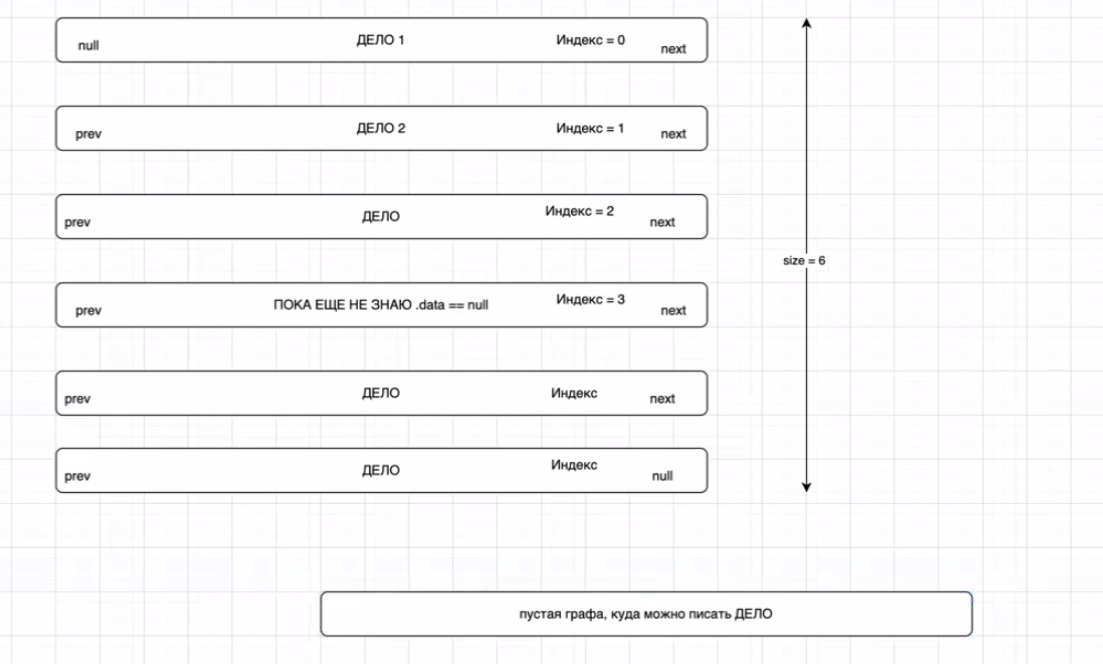 null ДЕЛО 1 Индекс = 0 next
prev ДЕЛО 2 Индекс = 1 next
prev ДЕЛО Индекс = 2 next
size = 6
prev ПОКА ЕЩЕ НЕ ЗНАЮ .data == null Индекс = 3 next
prev ДЕЛО Индекс next
prev ДЕЛО Индекс null
пустая графа, куда можно писать ДЕЛО